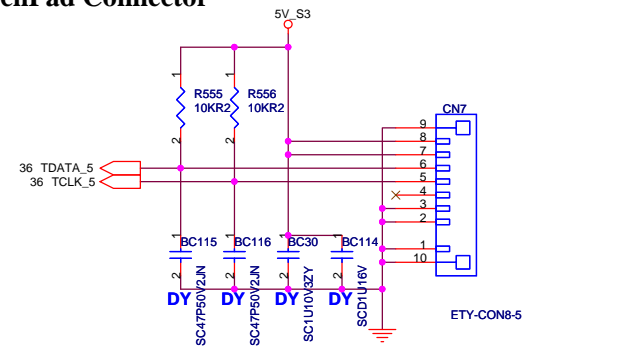 enPad Connector
5V_S3
1
1
R555
10KR2
R556
10KR2
2
2
CN7
9
8
7
6
5
4
3
2
1
10
36 TDATA_5
36 TCLK_5
1
BC115
1
BC116
1
BC30
1
BC114
2
2
2
2
DY
DY
DY
DY
SC47P50V2JN
SC47P50V2JN
SC1U10V3ZY
SCD1U16V
ETY-CON8-5